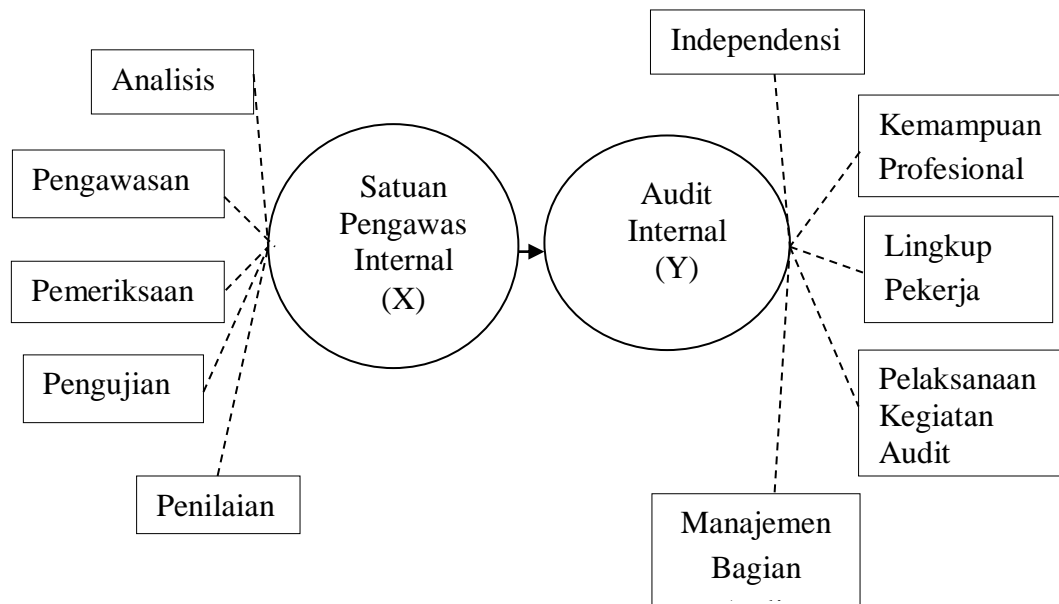 Analisis
Pengawasan
Pemeriksaan
Pengujian
Penilaian
Satuan
Pengawas
Internal
(X)
Audit
Internal
(Y)
Independensi
Kemampuan
Profesional
Lingkup
Pekerja
Pelaksanaan
Kegiatan
Audit
Manajemen
Bagian